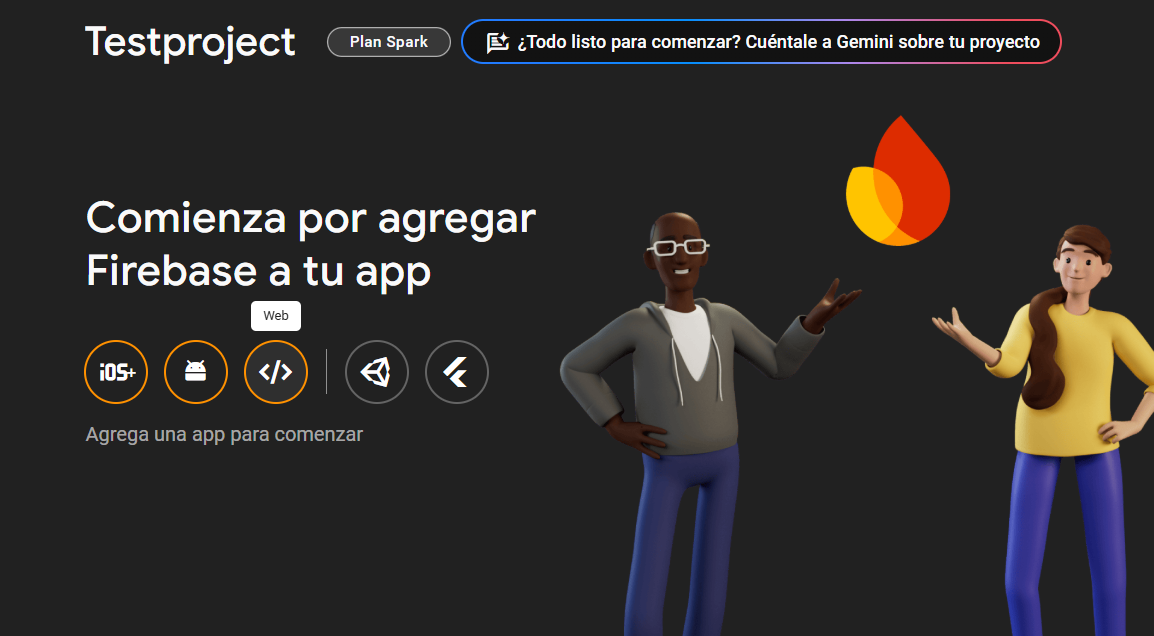 Testproject
Plan Spark
¿Todo listo para comenzar? Cuéntale a Gemini sobre tu proyecto
Comienza por agregar
Firebase a tu app
Web
iOS+
Agrega una app para comenzar